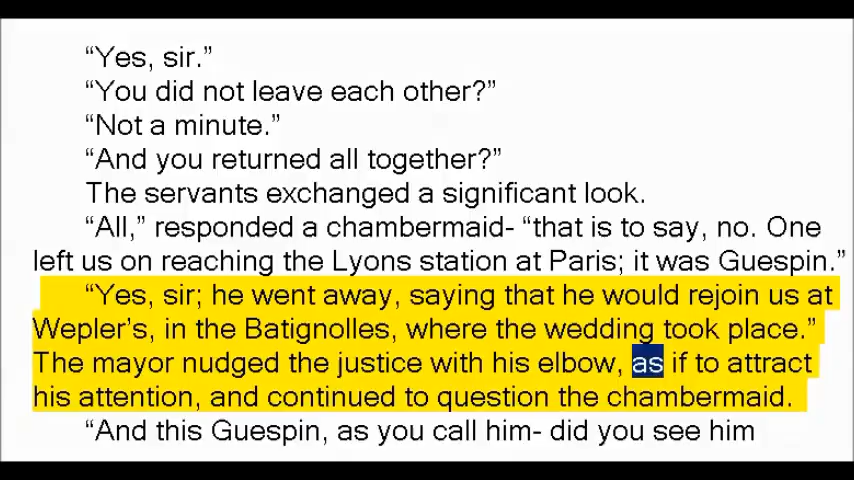 “Yes, sir.”
“You did not leave each other?”
“Not a minute.”
“And you returned all together?”
The servants exchanged a significant look.
“All,” responded a chambermaid- “that is to say, no. One
left us on reaching the Lyons station at Paris; it was Guespin.”
“Yes, sir; he went away, saying that he would rejoin us at
Wepler’s, in the Batignolles, where the wedding took place.”
The mayor nudged the justice with his elbow, as if to attract
his attention, and continued to question the chambermaid.
“And this Guespin, as you call him- did you see him